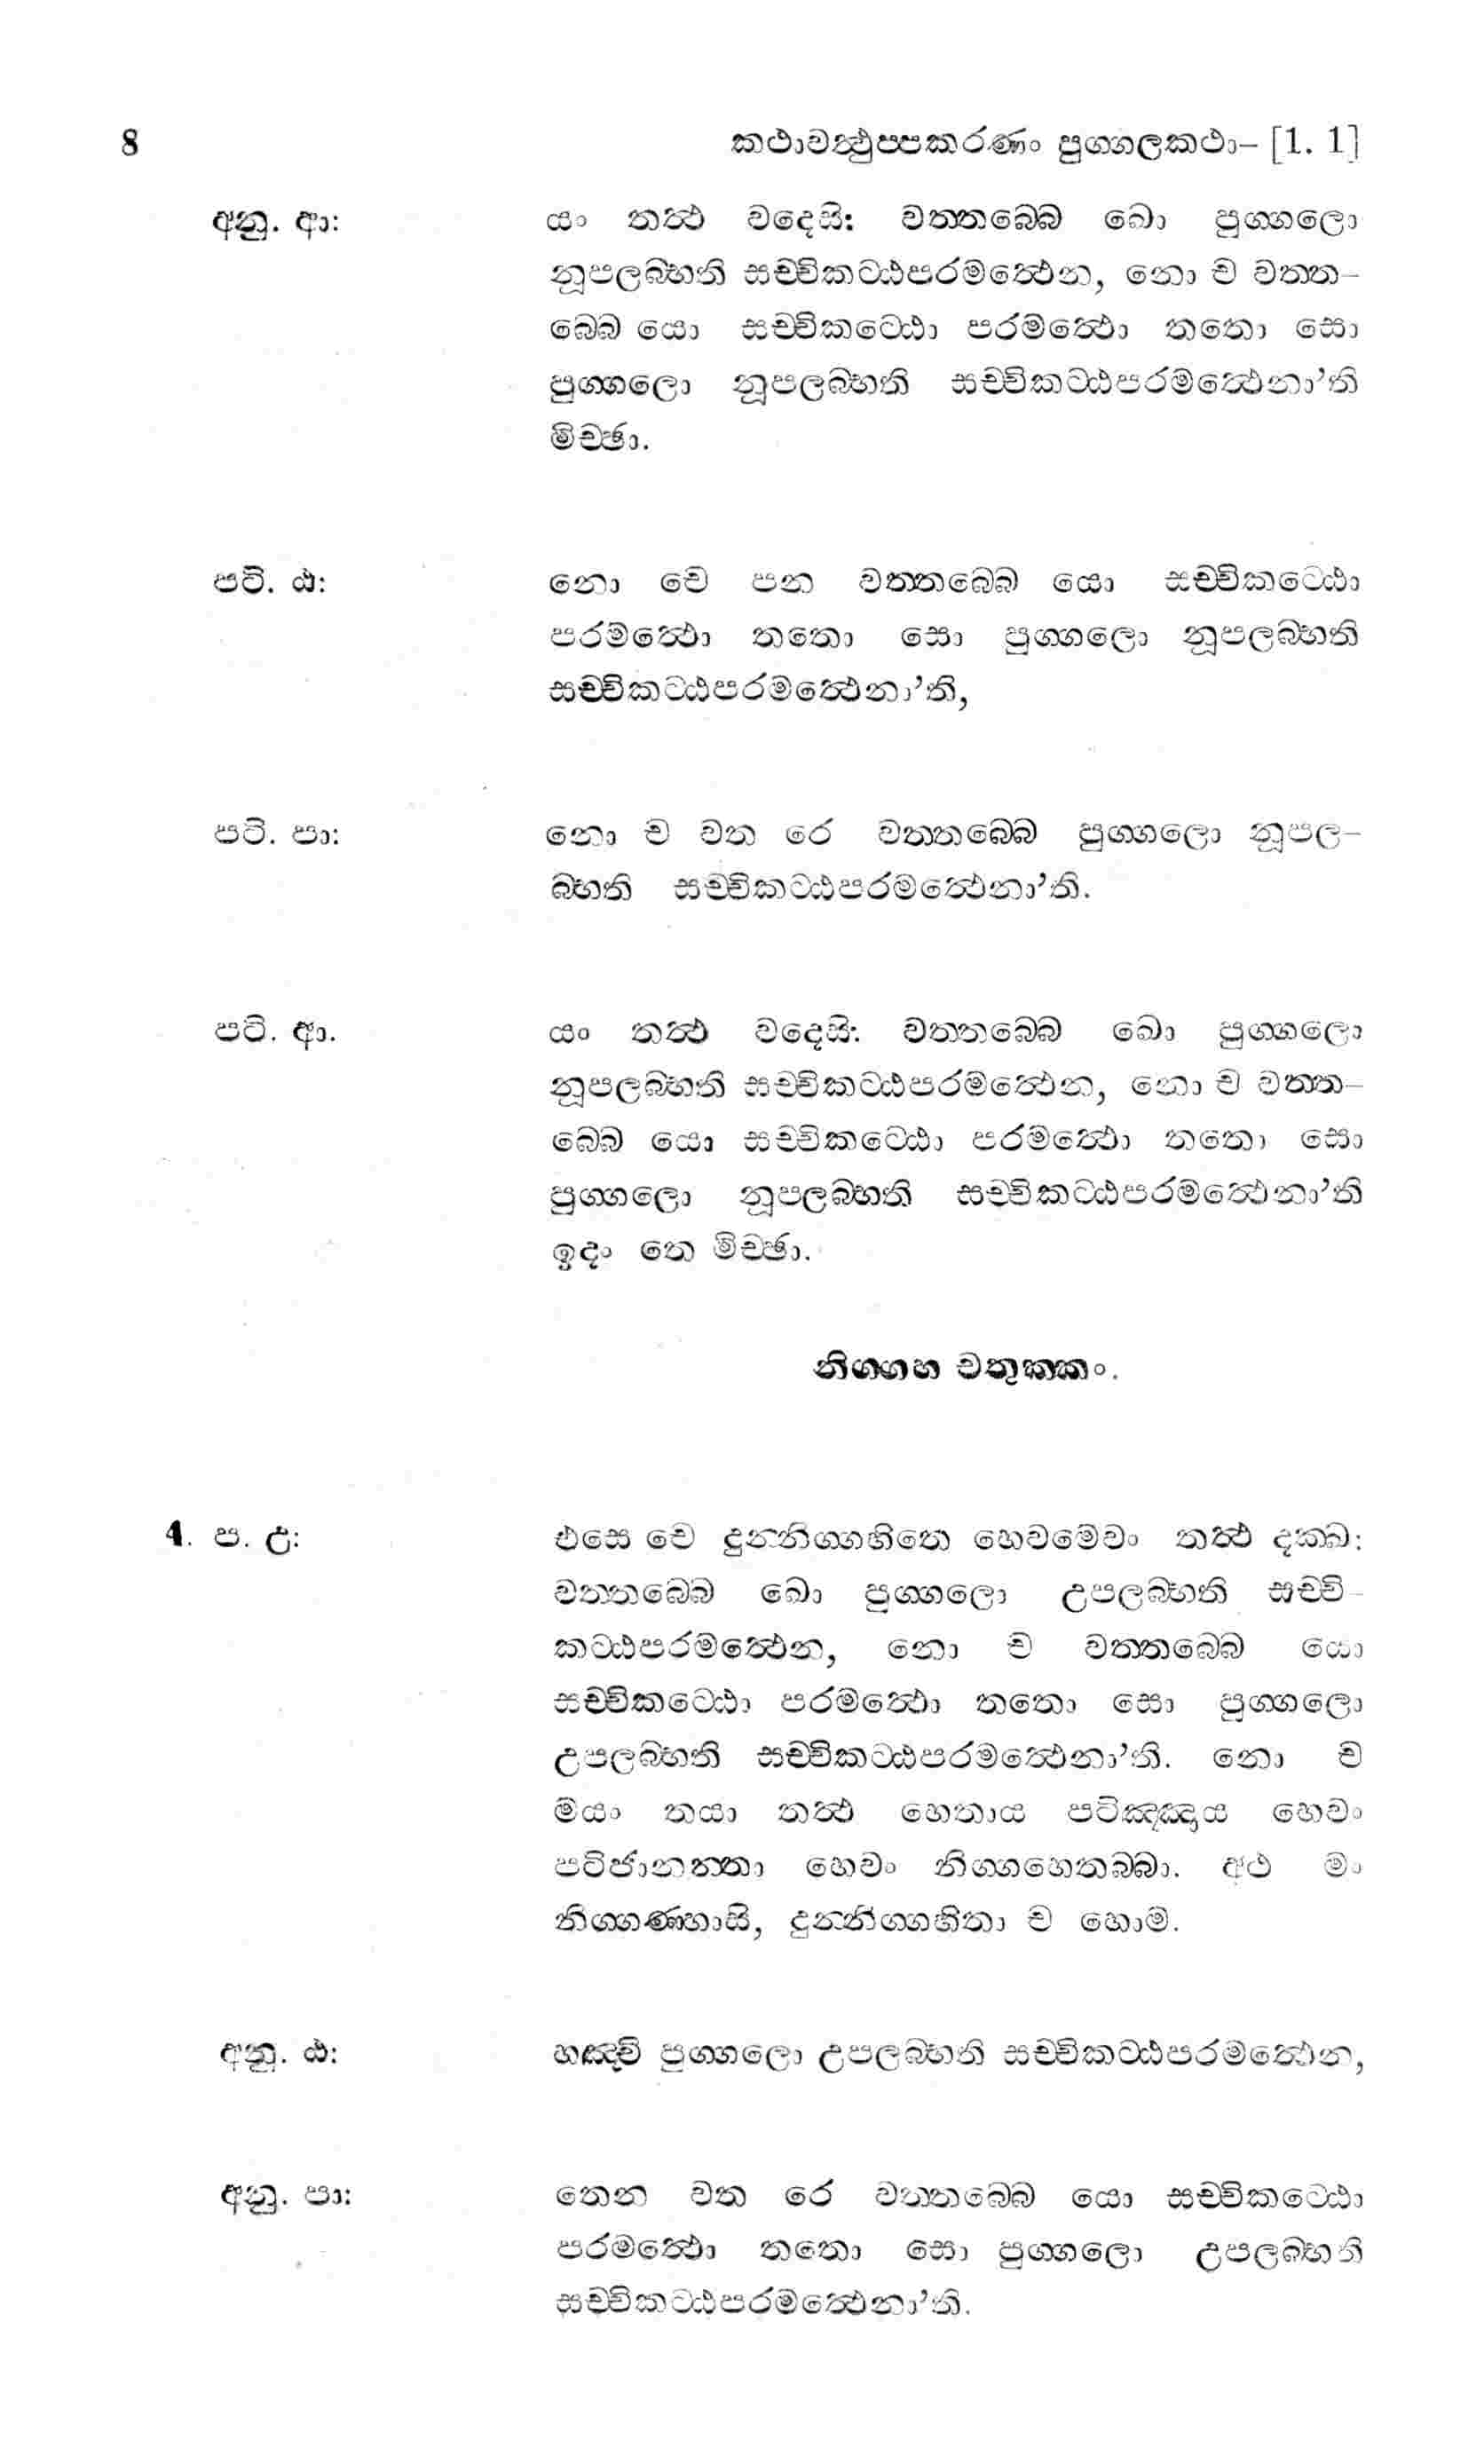 8 කථාවත්‍ථුප්පකරණං පුග්ගලකථා– [1. 1]
අනු. ආ: යං තත්‍ථ වදෙසි: වත්තබ්බෙ ඛො පුග්ගලො
නූපලබ්භති සච්චිකට්ඨපරමත්‍ථෙන, නො ච වත්ත–
බ්බෙ යො සච්චිකට්ඨො පරමත්‍ථො තතො සො
පුග්ගලො නූපලබ්භති සච්චිකට්ඨපරමත්‍ථෙනා’ති
මිච්ඡා.
පටි. ඨ: නො චෙ පන වත්තබ්බෙ යො සච්චිකට්ඨො
පරමත්‍ථො තතො සො පුග්ගලො නූපලබ්භති
සච්චිකට්ඨපරමත්‍ථෙනා’ති,
පටි. පා: නො ච වත රෙ වත්තබ්බෙ පුග්ගලො නූපල–
බ්භති සච්චිකට්ඨපරමත්‍ථෙනා’ති.
පටි. ආ. යං තත්‍ථ වදෙසි: වත්තබ්බෙ ඛො පුග්ගලො
නූපලබ්භති සච්චිකට්ඨපරමත්‍ථෙන, නො ච වත්ත–
බ්බෙ යො සච්චිකට්ඨො පරමත්‍ථො තතො සො
පුග්ගලො නූපලබ්භති සච්චිකට්ඨපරමත්‍ථෙනා’ති
ඉදං තෙ මිච්ඡා.
නිග්ගහ චතුක්කං.
4. ප. උ: එසෙ චෙ දුන්නිග්ගහිතෙ හෙවමෙවං තත්‍ථ දක්ඛ:
වත්තබ්බෙ ඛො පුග්ගලො උපලබ්භති සච්චි–
කට්ඨපරමත්‍ථෙන, නො ච වත්තබ්බෙ යො
සච්චිකට්ඨො පරමත්‍ථො තතො සො පුග්ගලො
උපලබ්භති සච්චිකට්ඨපරමත්‍ථෙනා’ති. නො ච
මයං තයා තත්‍ථ හෙතාය පටිඤ්ඤාය හෙවං
පටිජානන්තා හෙවං නිග්ගහෙතබ්බා. අථ මං
නිග්ගණ්හාසි, දුන්නිග්ගහිතා ච හොම.
අනු. ඨ: හඤ්චි පුග්ගලො උපලබ්භති සච්චිකට්ඨපරමත්‍ථෙන,
අනු. පා: තෙන වත රෙ වත්තබ්බෙ යො සච්චිකට්ඨො
පරමත්‍ථො තතො සො පුග්ගලො උපලබ්භති
සච්චිකට්ඨපරමත්‍ථෙනා’ති.